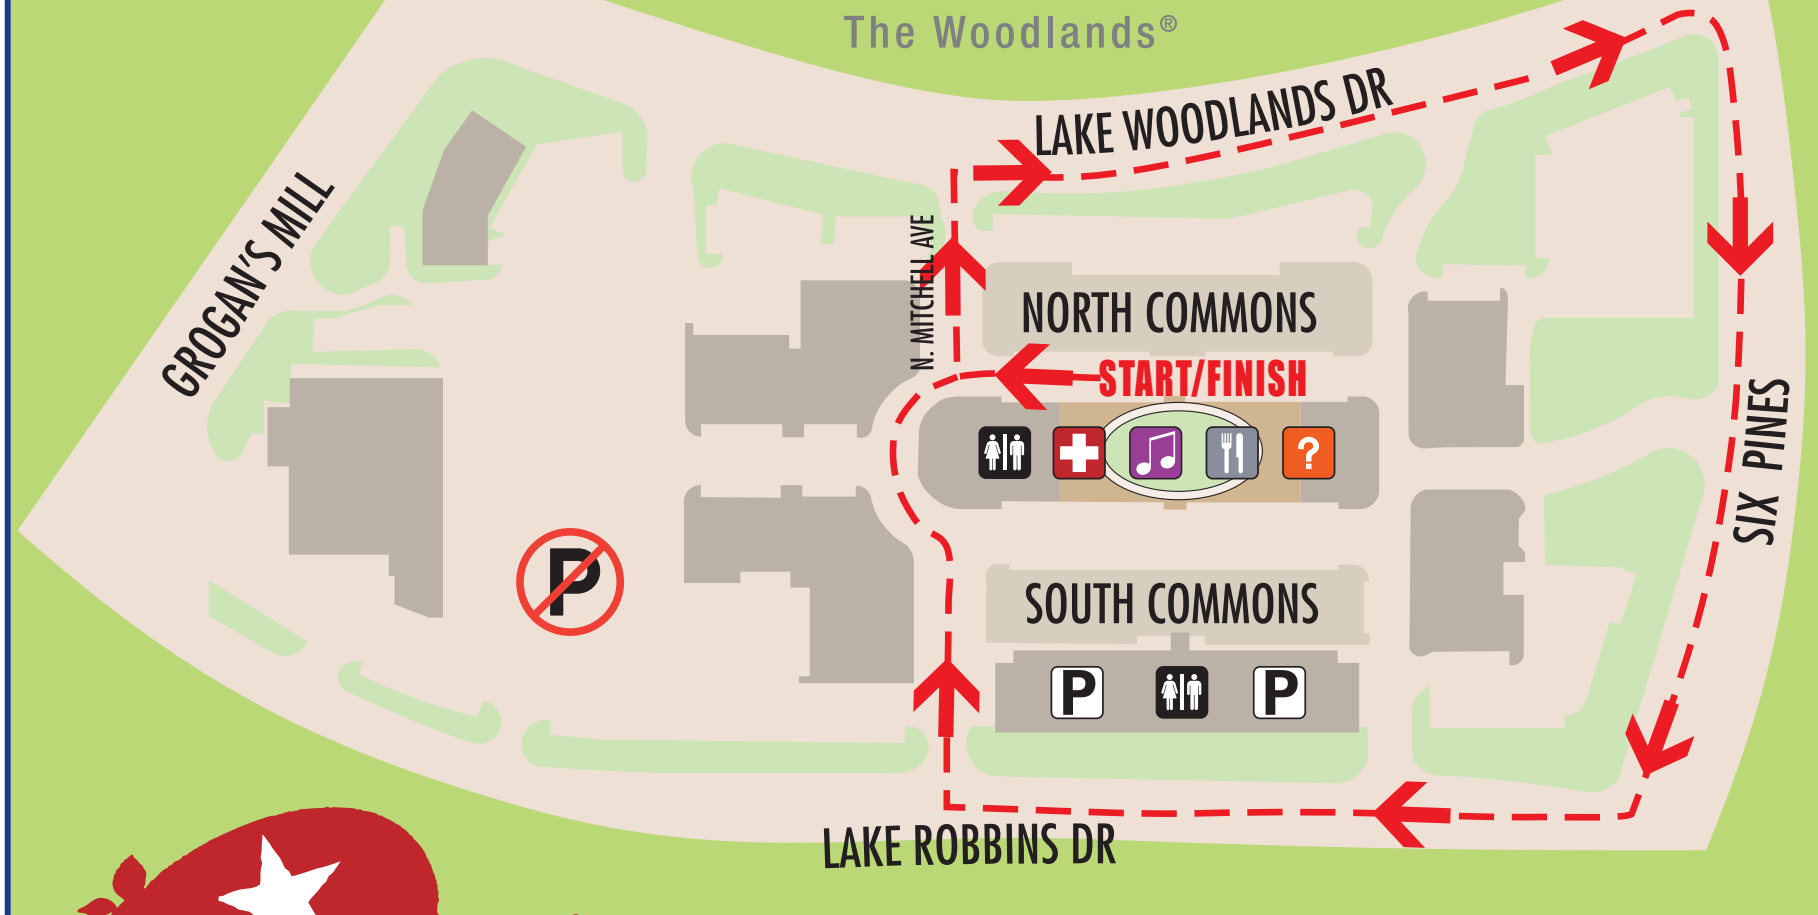 The Woodlands®
LAKE WOODLANDS DR
GROGAN'S MILL
N. MITCHELL AVE
NORTH COMMONS
START/FINISH
?
SIX PINES
P
SOUTH COMMONS
P
P
LAKE ROBBINS DR